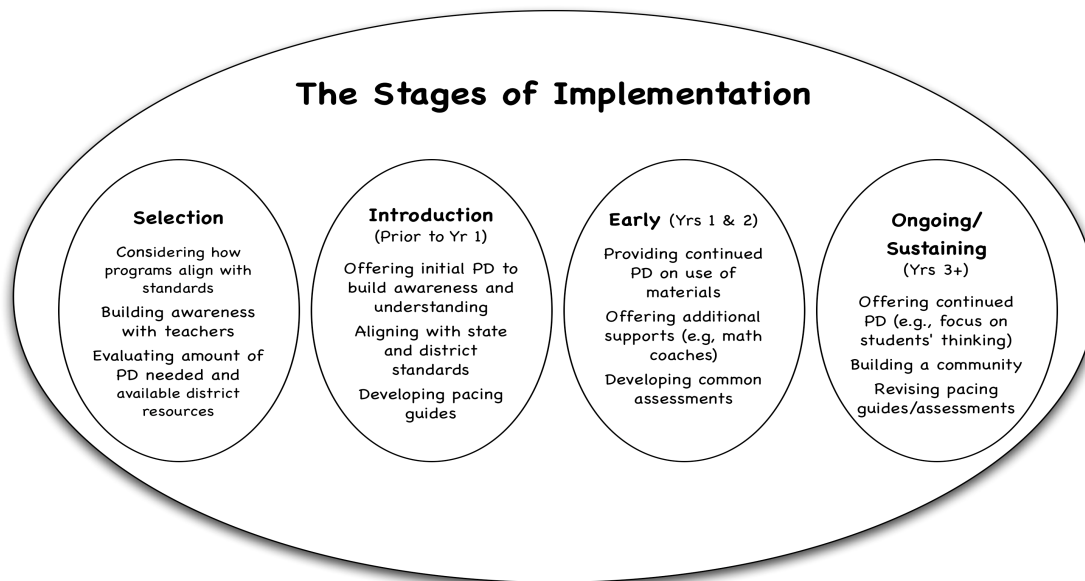 The Stages of Implementation
Selection
Considering how
programs align with
standards
Building awareness
with teachers
Evaluating amount of
PD needed and
available district
resources
Introduction
(Prior to Yr 1)
Offering initial PD to
build awareness and
understanding
Aligning with state
and district
standards
Developing pacing
guides
Early (Yrs 1 & 2)
Providing continued
PD on use of
materials
Offering additional
supports (e.g, math
coaches)
Developing common
assessments
Ongoing/
Sustaining
(Yrs 3+)
Offering continued
PD (e.g., focus on
students' thinking)
Building a community
Revising pacing
guides/assessments